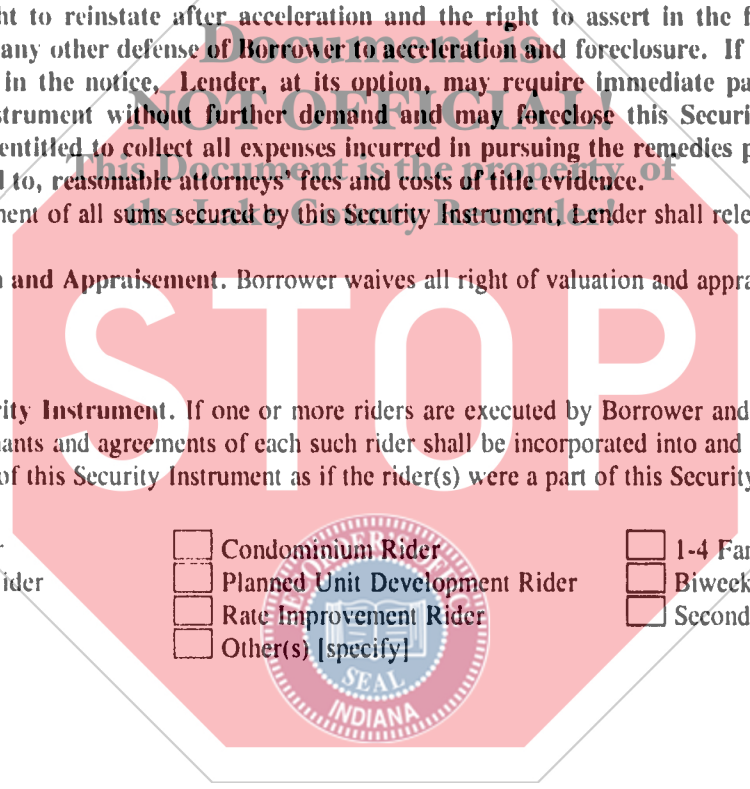 ht to reinstate after acceleration and the right to assert in the f
Document is
any other defense of Borrower to acceleration and foreclosure. If
in the notice, Lender, at its option, may require immediate pa
NOT OFFICIAL!
strument without further demand and may foreclose this Securi
entitled to collect all expenses incurred in pursuing the remedies p
This Document is the property of
l to, reasonable attorneys' fees and costs of title evidence.
the Lake County Recorder!
nent of all sums secured by this Security Instrument, Lender shall rele
n and Appraisement. Borrower waives all right of valuation and appra
STOP
rity Instrument. If one or more riders are executed by Borrower and
nants and agreements of each such rider shall be incorporated into and
of this Security Instrument as if the rider(s) were a part of this Security
r Condominium Rider 1-4 Fam
ider Planned Unit Development Rider Biweek
Rate Improvement Rider Second
Other(s) [specify]
RECORDER'S OFFICE
SEAL
INDIANA